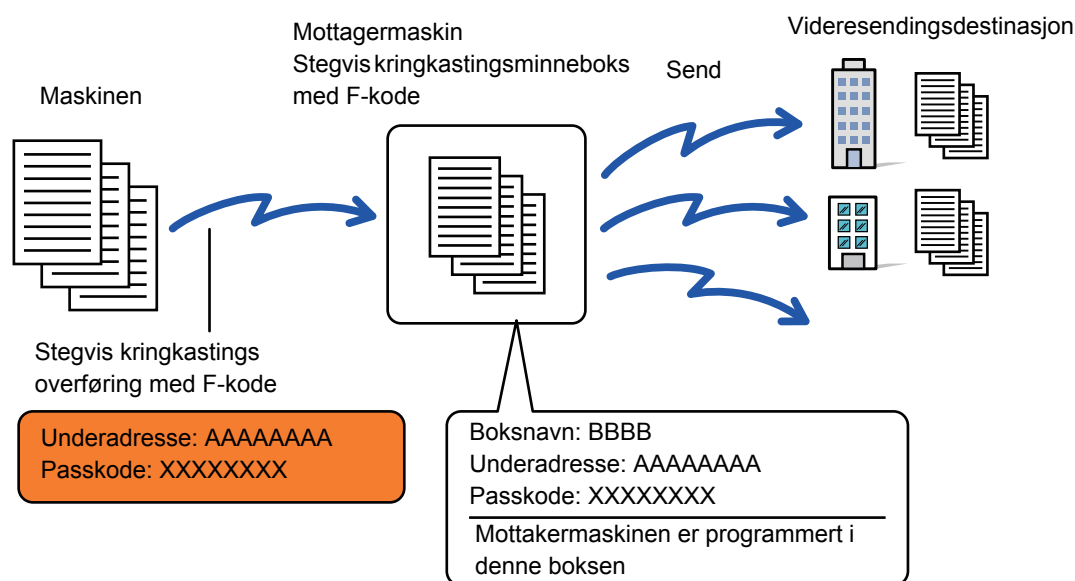 Maskinen
Mottagermaskin
Stegvis kringkastingsminneboks
med F-kode
Send
Videresendingsdestinasjon
Stegvis kringkastings
overføring med F-kode
Underadresse: AAAAAAAA
Passkode: XXXXXXXX
Boksnavn: BBBB
Underadresse: AAAAAAAA
Passkode: XXXXXXXX
Mottakermaskinen er programmert i
denne boksen